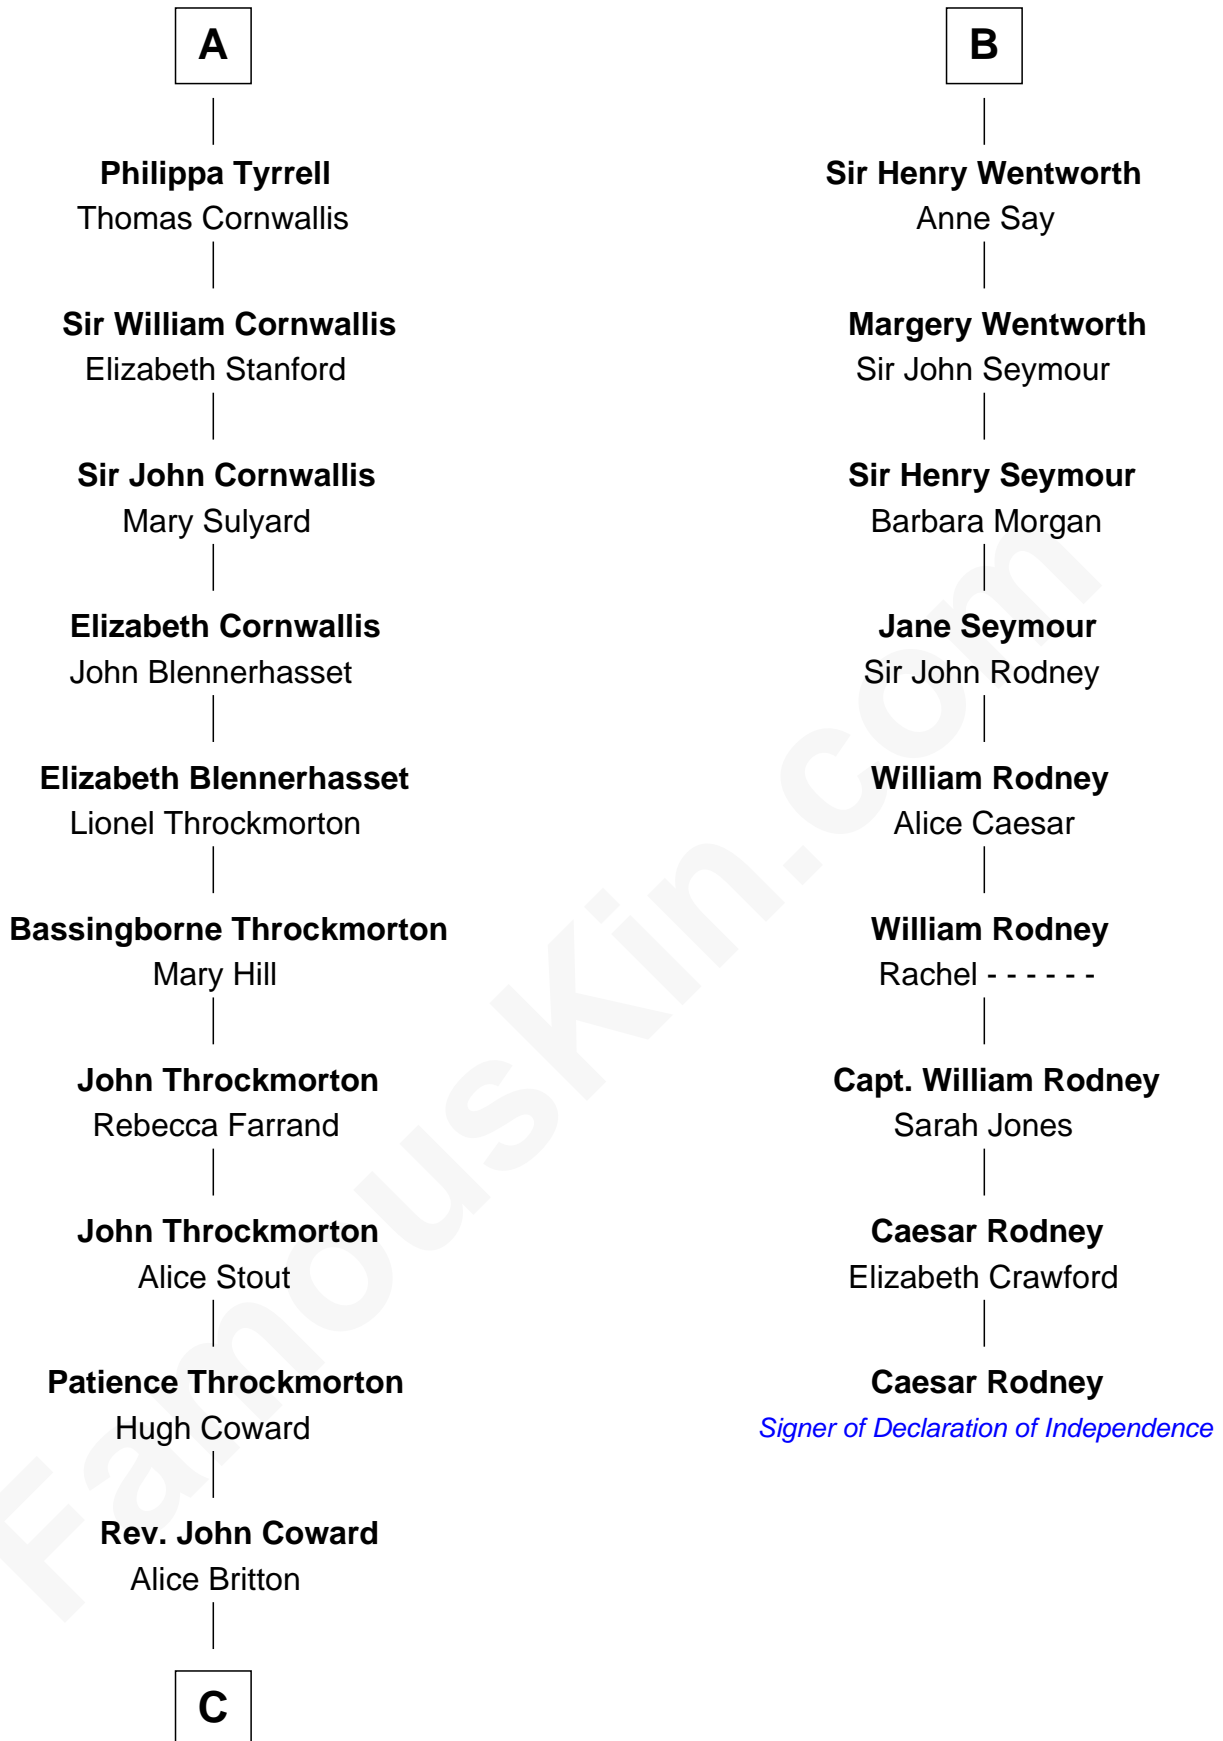 A
Philippa Tyrrell
Thomas Cornwallis
Sir William Cornwallis
Elizabeth Stanford
Sir John Cornwallis
Mary Sulyard
Elizabeth Cornwallis
John Blennerhasset
Elizabeth Blennerhasset
Lionel Throckmorton
Bassingborne Throckmorton
Mary Hill
John Throckmorton
Rebecca Farrand
John Throckmorton
Alice Stout
Patience Throckmorton
Hugh Coward
Rev. John Coward
Alice Britton
C
B
Sir Henry Wentworth
Anne Say
Margery Wentworth
Sir John Seymour
Sir Henry Seymour
Barbara Morgan
Jane Seymour
Sir John Rodney
William Rodney
Alice Caesar
William Rodney
Rachel - - - - - -
Capt. William Rodney
Sarah Jones
Caesar Rodney
Elizabeth Crawford
Caesar Rodney
Signer of Declaration of Independence
FamousKin.com